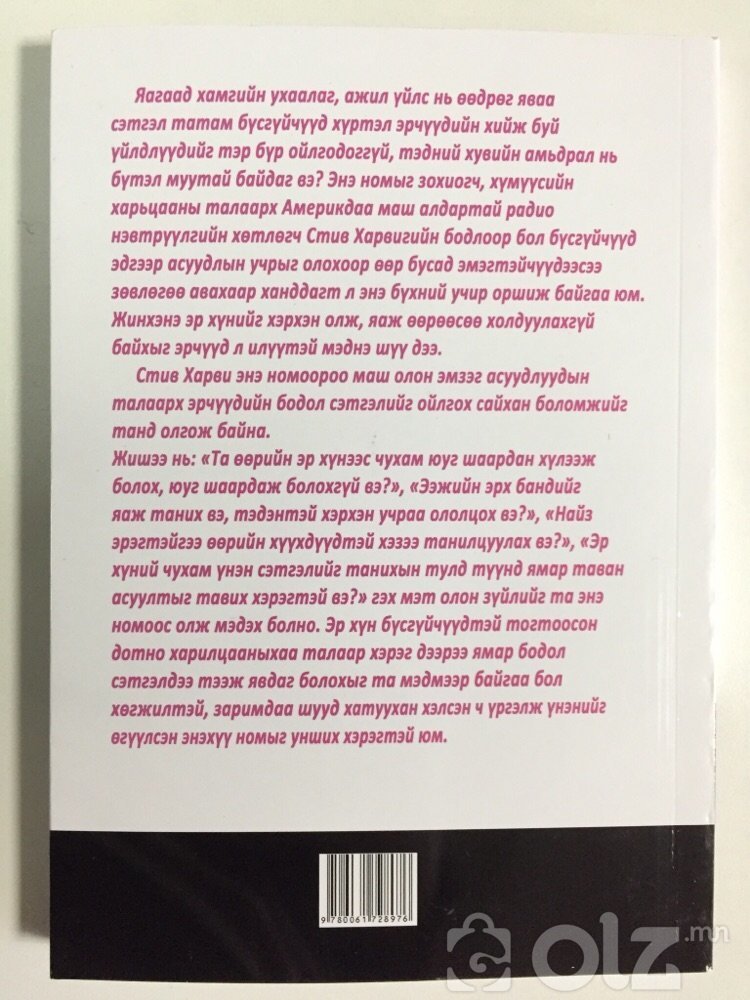 Яагаад хамгийн ухаалаг, ажил үйлс нь өөдрөг яваа
сэтгэл татам бүсгүйчүүд хүртэл эрчүүдийн хийж буй
үйлдлүүдийг тэр бүр ойлгодоггүй, тэдний хувийн амьдрал нь
бүтэл муутай байдаг вэ? Энэ номыг зохиогч, хүмүүсийн
харьцааны талаарх Америкдаа маш алдартай радио
нэвтрүүлгийн хөтлөгч Стив Харвигийн бодлоор бол бүсгүйчүүд
эдгээр асуудлын учрыг олохоор өөр бусад эмэгтэйчүүдээсээ
зөвлөгөө авахаар ханддагт л энэ бүхний учир оршиж байгаа юм.
Жинхэнэ эр хүнийг хэрхэн олж, яаж өөрөөсөө холдуулахгүй
байхыг эрчүүд л илүүтэй мэднэ шүү дээ.
Стив Харви энэ номоороо маш олон эмзэг асуудлуудын
талаарх эрчүүдийн бодол сэтгэлийг ойлгох сайхан боломжийг
танд олгож байна.
Жишээ нь: «Та өөрийн эр хүнээс чухам юуг шаардан хүлээж
болох, юуг шаардаж болохгүй вэ?», «Ээжийн эрх бандийг
яаж таних вэ, тэдэнтэй хэрхэн учраа ололцох вэ?», «Найз
эрэгтэйгээ өөрийн хүүхдүүдтэй хэзээ танилцуулах вэ?», «Эр
хүний чухам үнэн сэтгэлийг танихын тулд түүнд ямар таван
асуултыг тавих хэрэгтэй вэ?» гэх мэт олон зүйлийг та энэ
номоос олж мэдэх болно. Эр хүн бүсгүйчүүдтэй тогтоосон
дотно харилцааныхаа талаар хэрэг дээрээ ямар бодол
сэтгэлдээ тээж явдаг болохыг та мэдмээр байгаа бол
хөгжилтэй, заримдаа шууд хатуухан хэлсэн ч үргэлж үнэнийг
өгүүлсэн энэхүү номыг унших хэрэгтэй юм.
9 780061 728976
olz.mn